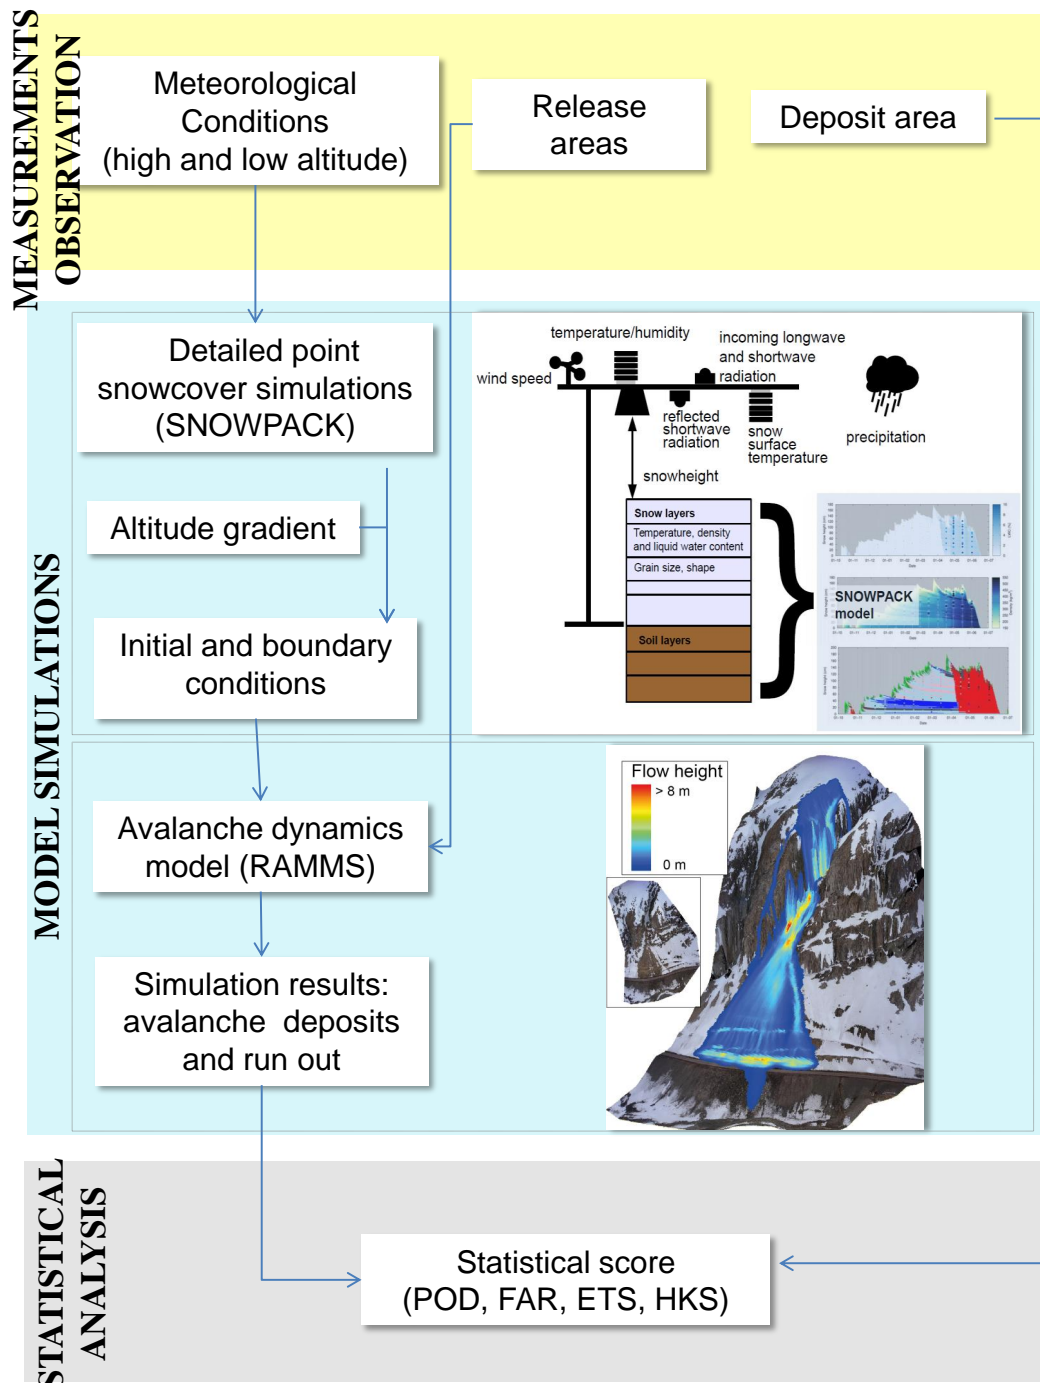 MEASUREMENTS
OBSERVATION
Meteorological
Conditions
(high and low altitude)
Release
areas
Deposit area
MODEL SIMULATIONS
Detailed point
snowcover simulations
(SNOWPACK)
Altitude gradient
Initial and boundary
conditions
temperature/humidity
wind speed
incoming longwave
and shortwave
radiation
reflected
shortwave
radiation
snow
surface
temperature
precipitation
snowheight
Snow layers
Temperature, density
and liquid water content
Grain size, shape
Soil layers
SNOWPACK
model
Avalanche dynamics
model (RAMMS)
Flow height
> 8 m
0 m
Simulation results:
avalanche deposits
and run out
STATISTICAL
ANALYSIS
Statistical score
(POD, FAR, ETS, HKS)